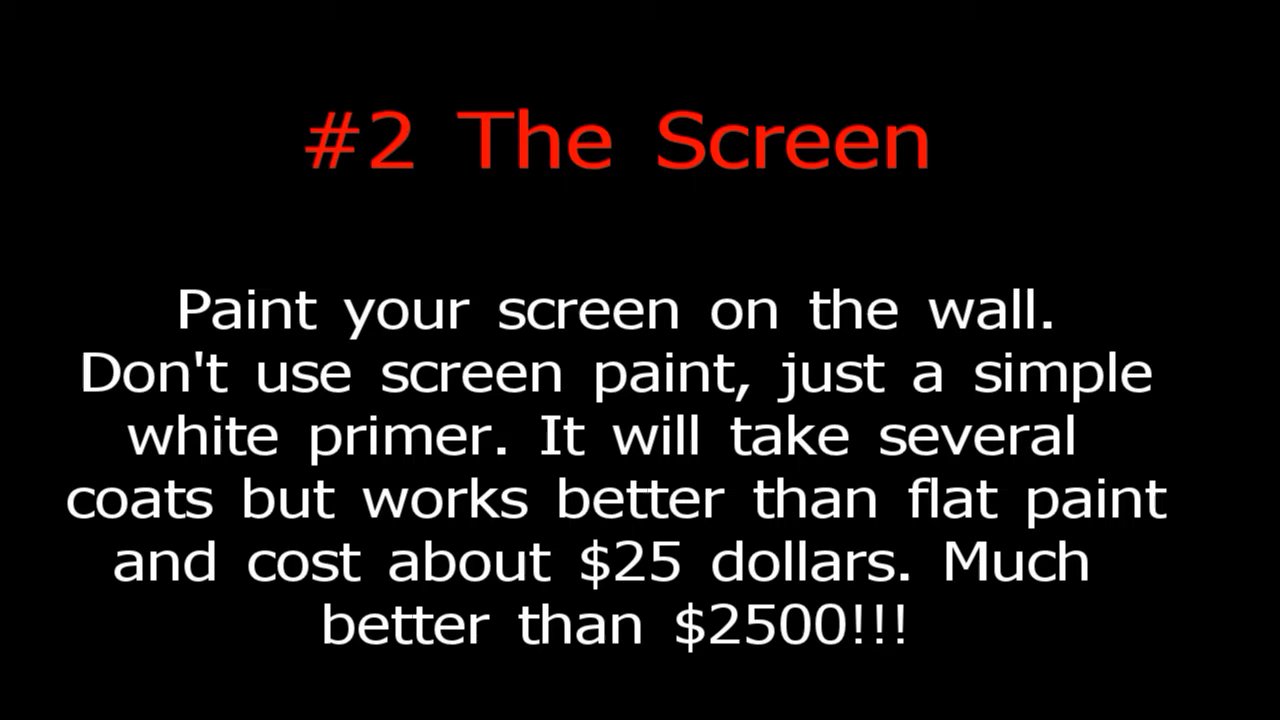 #2 The Screen
Paint your screen on the wall.
Don't use screen paint, just a simple
white primer. It will take several
coats but works better than flat paint
and cost about $25 dollars. Much
better than $2500!!!